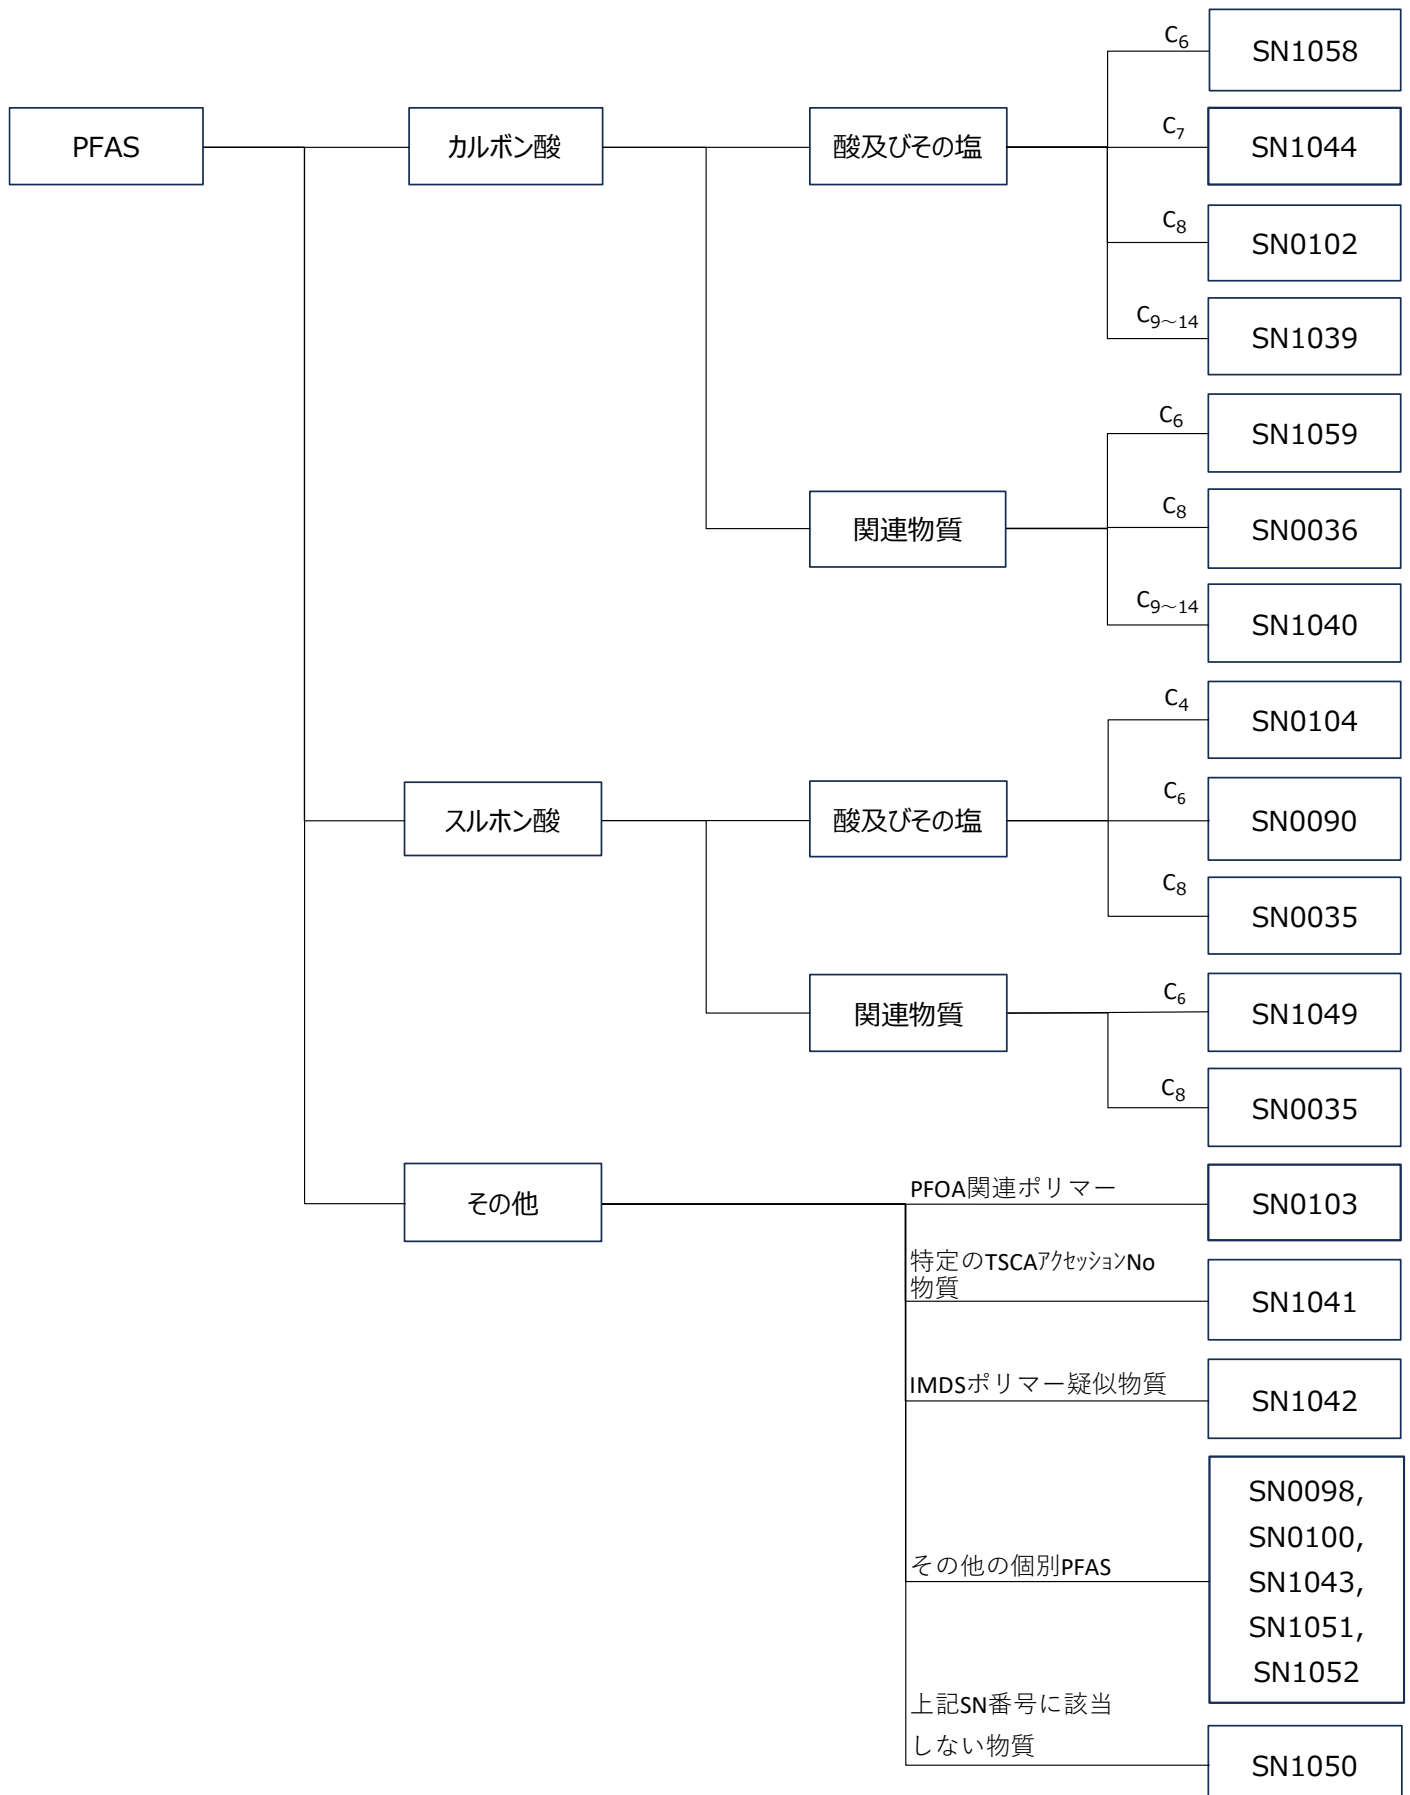 PFAS
カルボン酸
酸及びその塩
C₆
SN1058
C₇
SN1044
C₈
SN0102
C₉～₁₄
SN1039
関連物質
C₆
SN1059
C₈
SN0036
C₉～₁₄
SN1040
スルホン酸
酸及びその塩
C₄
SN0104
C₆
SN0090
C₈
SN0035
関連物質
C₆
SN1049
C₈
SN0035
その他
PFOA関連ポリマー
SN0103
特定のTSCAｱｸｾｯｼｮﾝNo
物質
SN1041
IMDSポリマー疑似物質
SN1042
その他の個別PFAS
SN0098,
SN0100,
SN1043,
SN1051,
SN1052
上記SN番号に該当
しない物質
SN1050